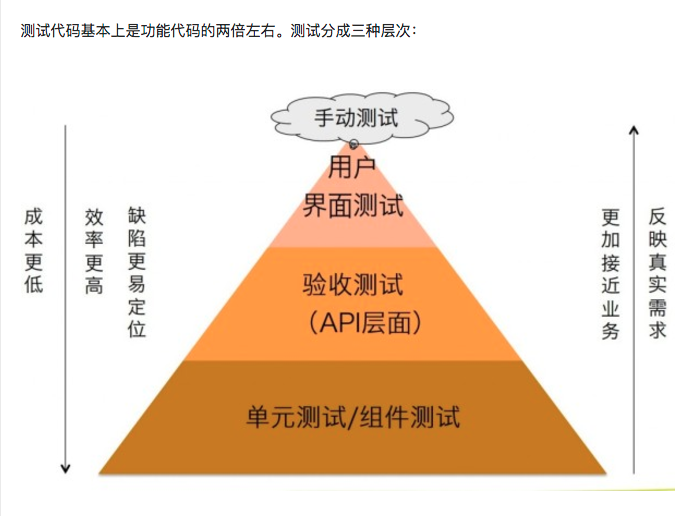 测试代码基本上是功能代码的两倍左右。测试分成三种层次：
手动测试
用户
界面测试
验收测试
（API层面）
单元测试/组件测试
成本更低
效率更高
缺陷更易定位
更加接近业务
反映真实需求